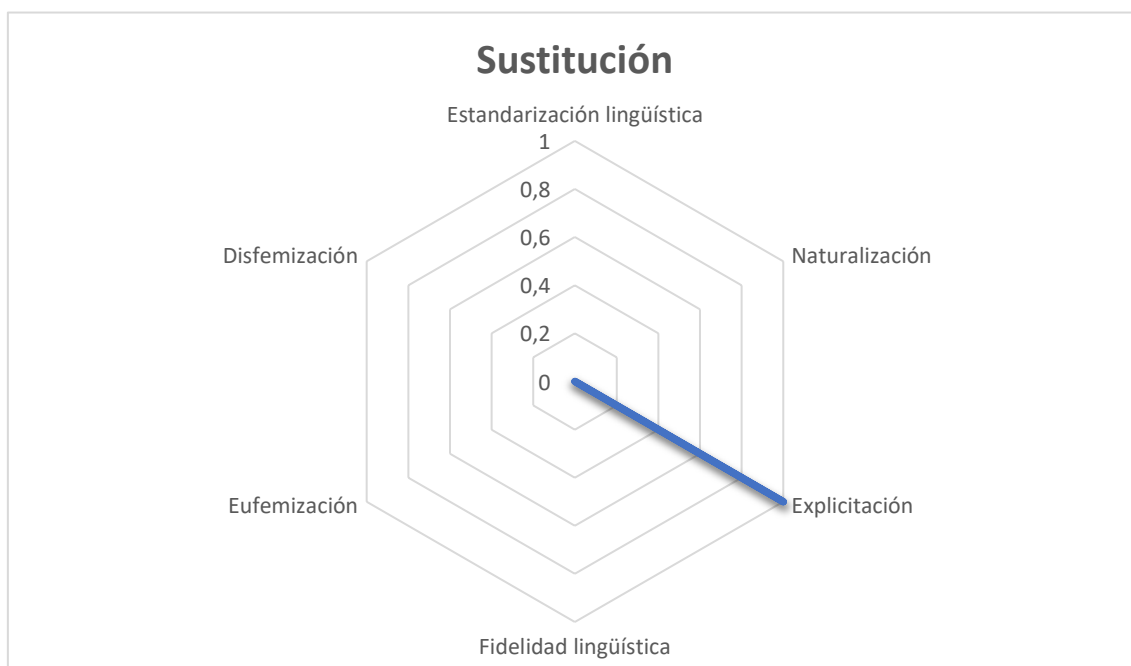 Sustitución
Estandarización lingüística
1
0,8
Disfemización
Naturalización
0,6
0,4
0,2
0
Eufemización
Explicitación
Fidelidad lingüística